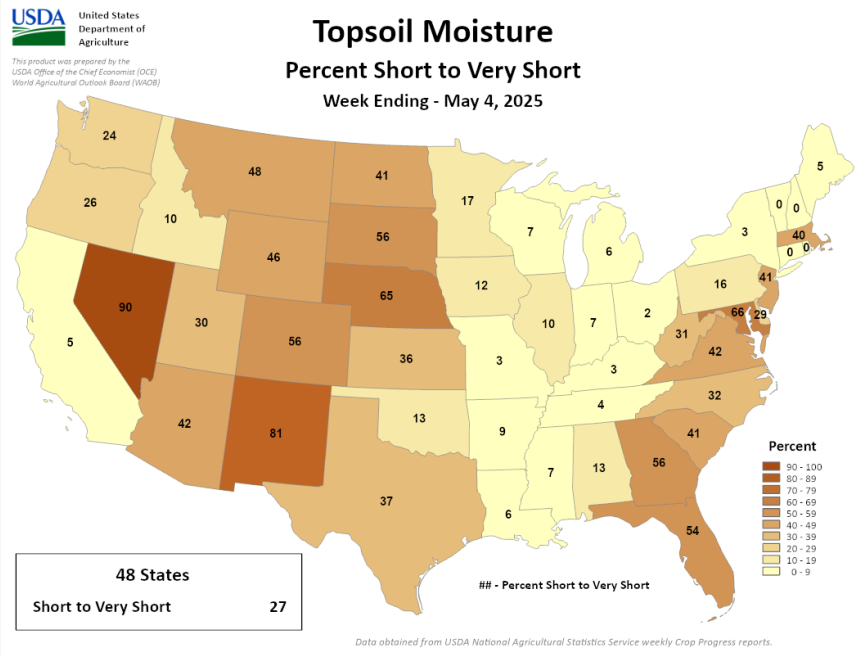 USDA
United States
Department of
Agriculture
This product was prepared by the
USDA Office of the Chief Economist (OCE)
World Agricultural Outlook Board (WAOB)
Topsoil Moisture
Percent Short to Very Short
Week Ending - May 4, 2025
24
48
41
17
5
26
10
56
7
6
3
0
0
40
0
0
46
65
12
16
41
90
30
56
10
7
2
66
29
31
42
5
36
3
3
42
81
13
4
32
9
41
37
7
13
56
6
54
Percent
90 - 100
80 - 89
70 - 79
60 - 69
50 - 59
40 - 49
30 - 39
20 - 29
10 - 19
0 - 9
48 States
Short to Very Short 27
## - Percent Short to Very Short
Data obtained from USDA National Agricultural Statistics Service weekly Crop Progress reports.